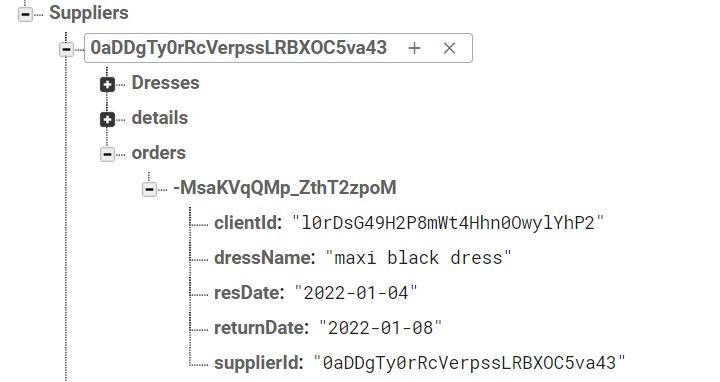 Suppliers
0aDDgTy0rRcVerpssLRBXOC5va43 + ×
Dresses
details
orders
-MsaKVqQMp_ZthT2zpoM
clientId: "l0rDsG49H2P8mWt4Hhn0OwylYhP2"
dressName: "maxi black dress"
resDate: "2022-01-04"
returnDate: "2022-01-08"
supplierId: "0aDDgTy0rRcVerpssLRBXOC5va43"